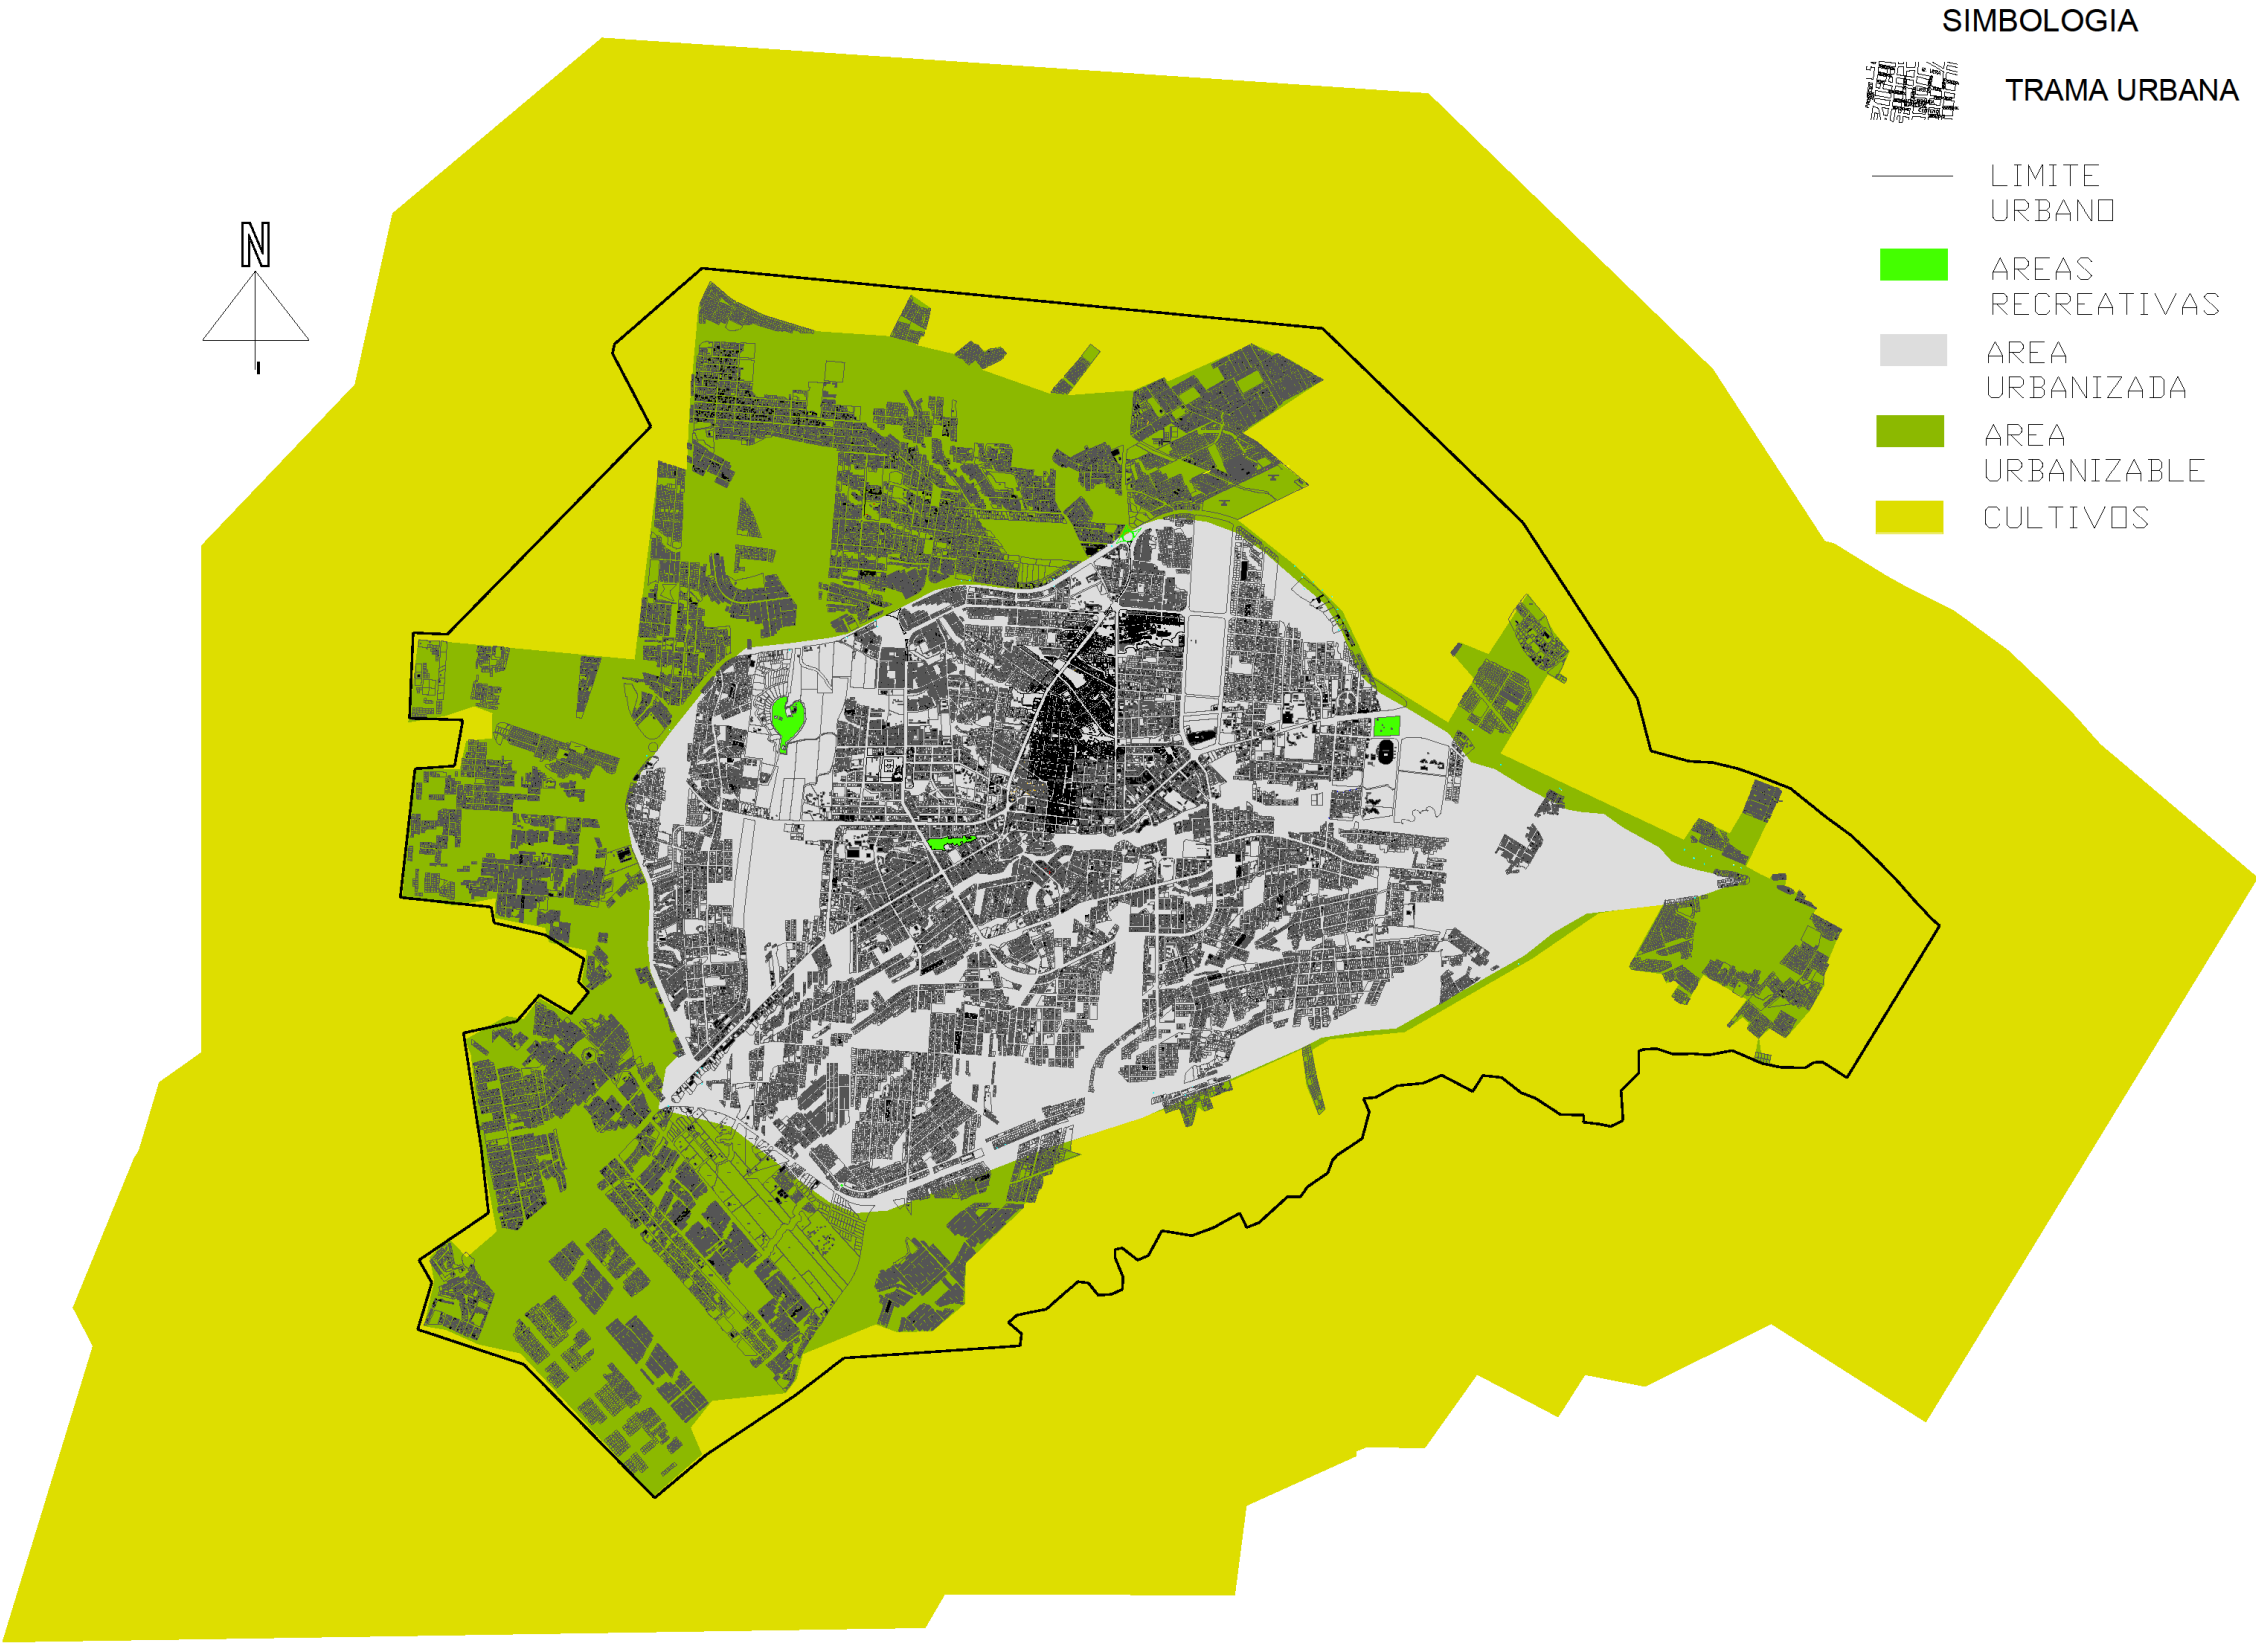 SIMBOLOGIA
TRAMA URBANA
LIMITE
URBANO
AREAS
RECREATIVAS
AREA
URBANIZADA
AREA
URBANIZABLE
CULTIVOS
N